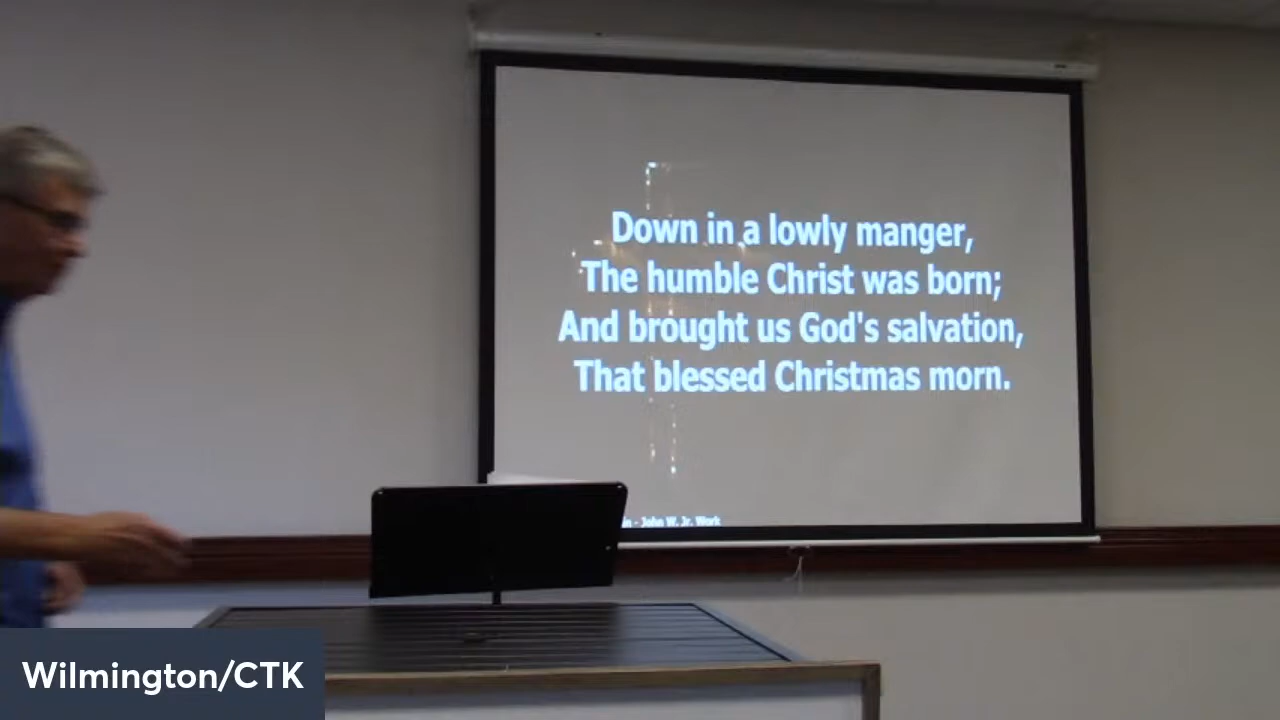 Down in a lowly manger,
The humble Christ was born;
And brought us God's salvation,
That blessed Christmas morn.
- John W. Jr. Work
Wilmington/CTK